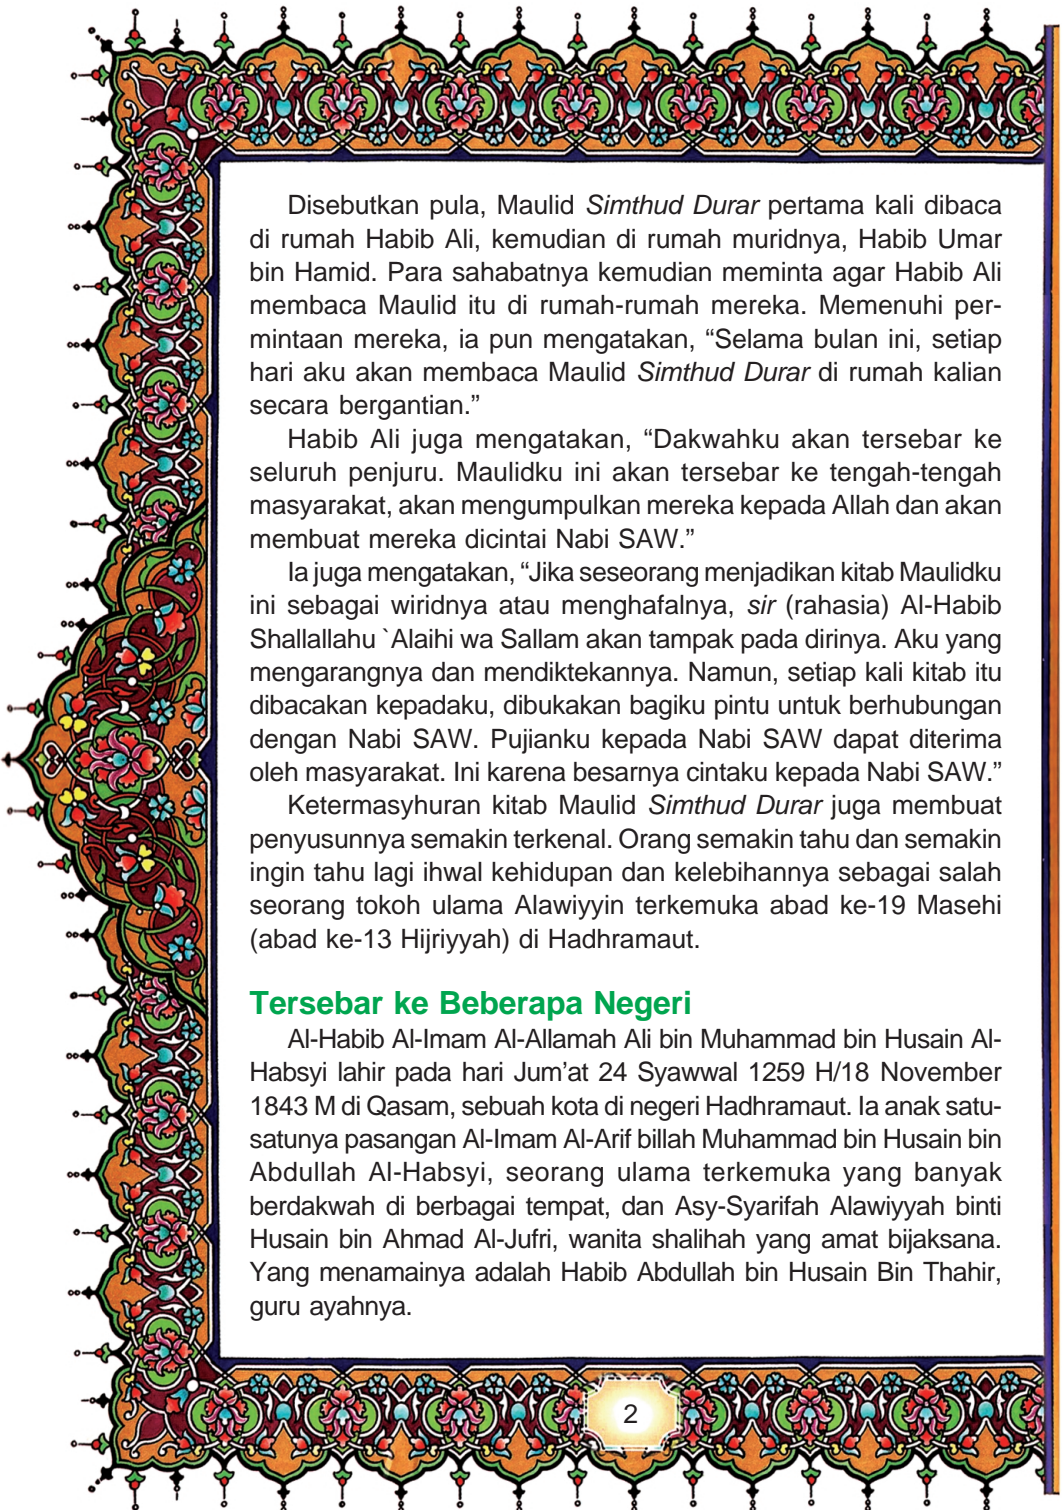 Disebutkan pula, Maulid Simthud Durar pertama kali dibaca
di rumah Habib Ali, kemudian di rumah muridnya, Habib Umar
bin Hamid. Para sahabatnya kemudian meminta agar Habib Ali
membaca Maulid itu di rumah-rumah mereka. Memenuhi per-
mintaan mereka, ia pun mengatakan, “Selama bulan ini, setiap
hari aku akan membaca Maulid Simthud Durar di rumah kalian
secara bergantian.”
Habib Ali juga mengatakan, “Dakwahku akan tersebar ke
seluruh penjuru. Maulidku ini akan tersebar ke tengah-tengah
masyarakat, akan mengumpulkan mereka kepada Allah dan akan
membuat mereka dicintai Nabi SAW.”
Ia juga mengatakan, “Jika seseorang menjadikan kitab Maulidku
ini sebagai wiridnya atau menghafalnya, sir (rahasia) Al-Habib
Shallallahu `Alaihi wa Sallam akan tampak pada dirinya. Aku yang
mengarangnya dan mendiktekannya. Namun, setiap kali kitab itu
dibacakan kepadaku, dibukakan bagiku pintu untuk berhubungan
dengan Nabi SAW. Pujianku kepada Nabi SAW dapat diterima
oleh masyarakat. Ini karena besarnya cintaku kepada Nabi SAW.”
Ketermasyhuran kitab Maulid Simthud Durar juga membuat
penyusunnya semakin terkenal. Orang semakin tahu dan semakin
ingin tahu lagi ihwal kehidupan dan kelebihannya sebagai salah
seorang tokoh ulama Alawiyyin terkemuka abad ke-19 Masehi
(abad ke-13 Hijriyyah) di Hadhramaut.
Tersebar ke Beberapa Negeri
Al-Habib Al-Imam Al-Allamah Ali bin Muhammad bin Husain Al-
Habsyi lahir pada hari Jum’at 24 Syawwal 1259 H/18 November
1843 M di Qasam, sebuah kota di negeri Hadhramaut. Ia anak satu-
satunya pasangan Al-Imam Al-Arif billah Muhammad bin Husain bin
Abdullah Al-Habsyi, seorang ulama terkemuka yang banyak
berdakwah di berbagai tempat, dan Asy-Syarifah Alawiyyah binti
Husain bin Ahmad Al-Jufri, wanita shalihah yang amat bijaksana.
Yang menamainya adalah Habib Abdullah bin Husain Bin Thahir,
guru ayahnya.
2